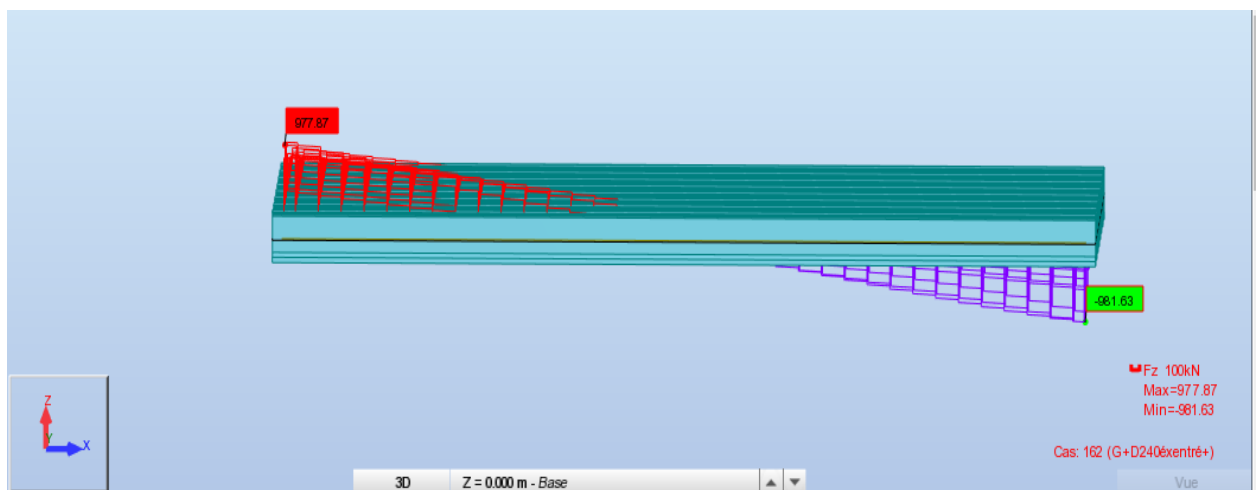 977.87
-981.63
Fz 100kN
Max=977.87
Min=-981.63
Cas: 162 (G+D240éxentré+)
Z
Y
X
3D Z = 0.000 m - Base
Vue